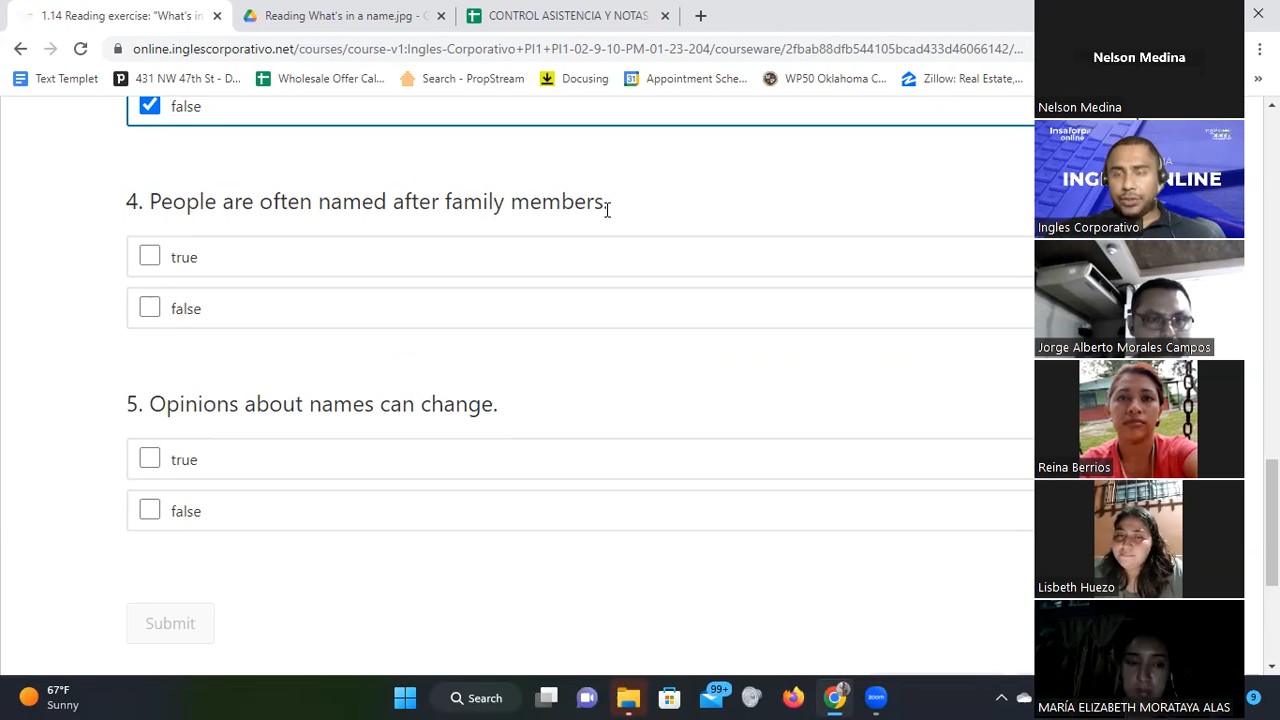 1.14 Reading exercise: "What's in
Reading What's in a name.jpg - G
CONTROL ASISTENCIA Y NOTAS
online.inglescorporativo.net/courses/course-v1:Ingles-Corporativo+PI1+PI1-02-9-10-PM-01-23-204/courseware/2fbab88dfb544105bcad433d46066142/...
Text Templet
431 NW 47th St - D...
Wholesale Offer Cal...
Search - PropStream
Docusing
Appointment Sche...
WP50 Oklahoma C...
Zillow: Real Estate,...
false
4. People are often named after family members.
true
false
5. Opinions about names can change.
true
false
Submit
Nelson Medina
Nelson Medina
Insaforp
online
Ingles Corporativo
Jorge Alberto Morales Campos
Reina Berrios
Lisbeth Huezo
MARÍA ELIZABETH MORATAYA ALAS
67°F
Sunny
Search
99+
9